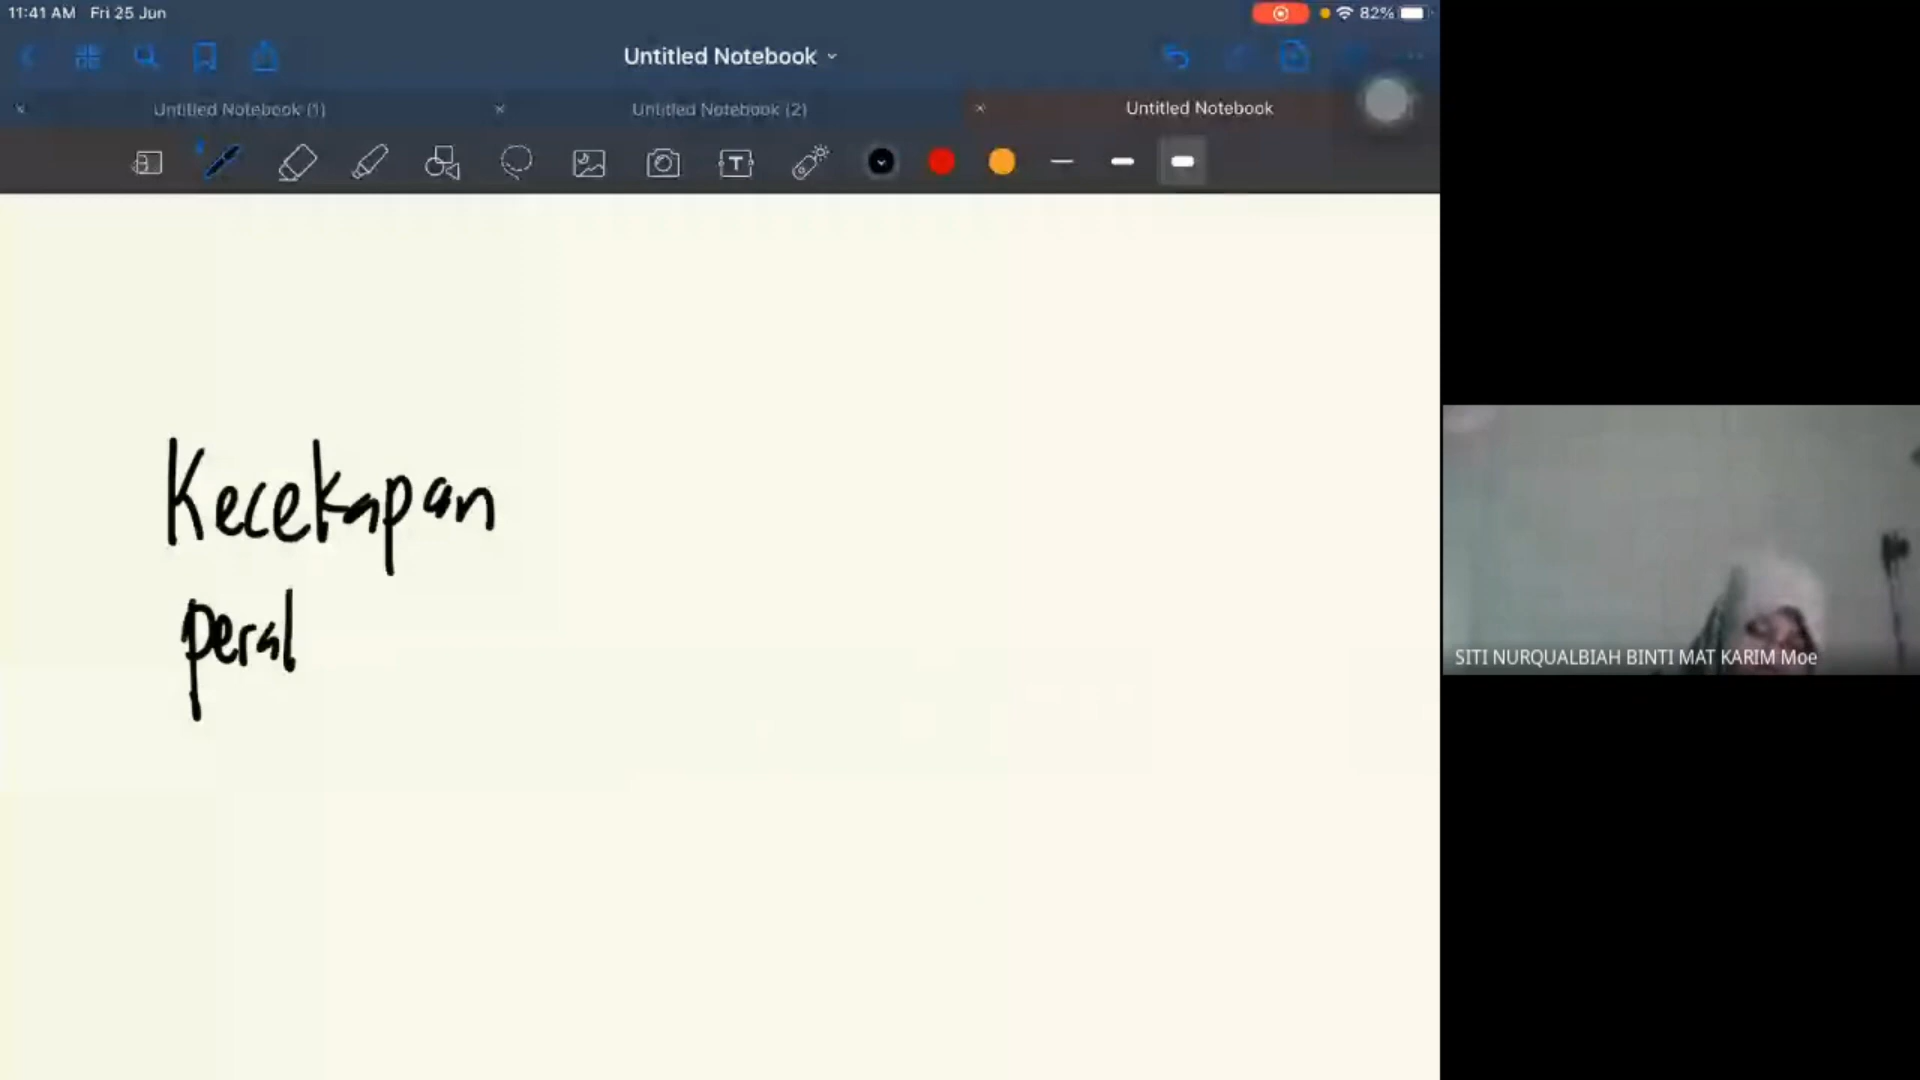 11:41 AM Fri 25 Jun
82%
Untitled Notebook
Untitled Notebook (1)
Untitled Notebook (2)
Untitled Notebook
T
Kecekapan
peral
SITI NURQUALBIAH BINTI MAT KARIM Moe